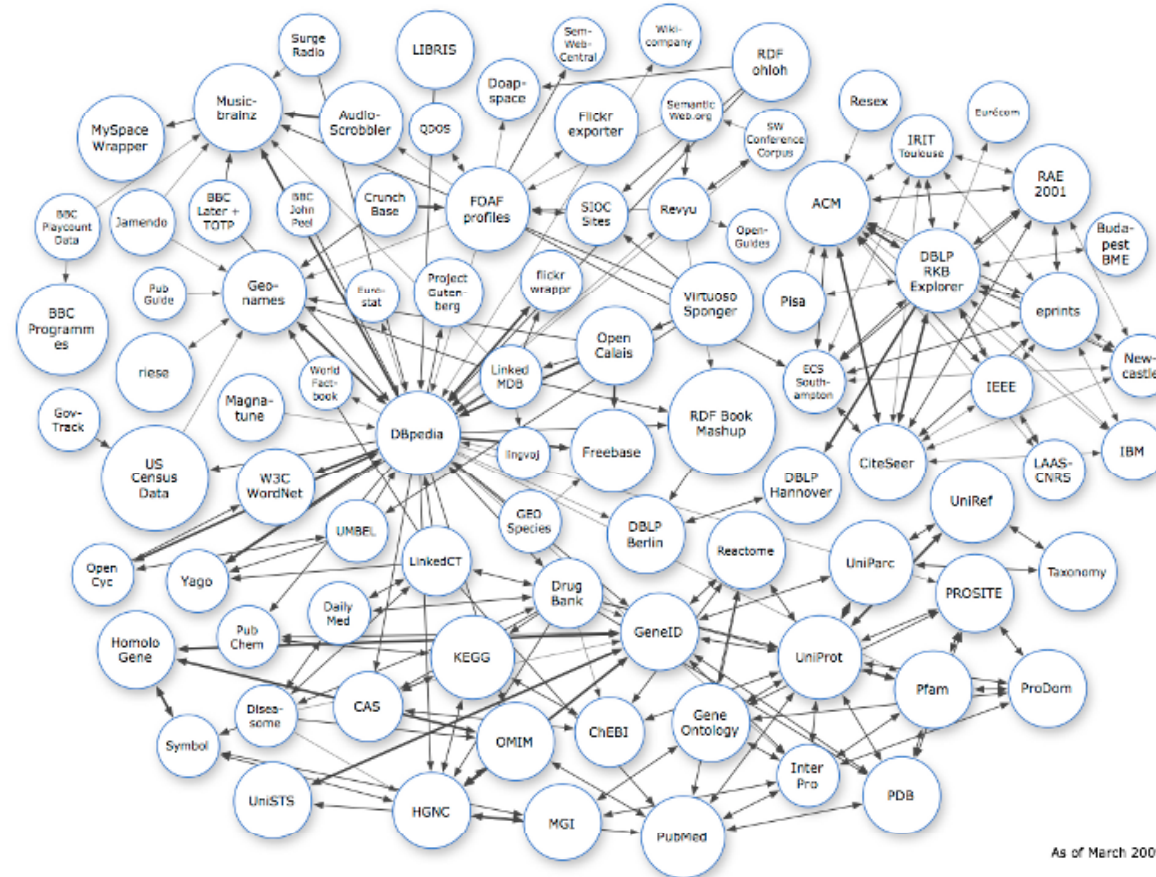 Surge
Radio
LIBRIS
Sem-
Web-
Central
Wiki-
company
RDF
ohloh
Doap-
space
Music-
brainz
MySpace
Wrapper
Audio-
Scrobbler
QDOS
Flickr
exporter
Semantic
Web.org
SW
Conference
Corpus
Resex
Eurécom
IRIT
Toulouse
RAE
2001
ACM
BBC
Playcount
Data
Jamendo
BBC
Later +
TOTP
BBC
John
Peel
Crunch
Base
FOAF
profiles
SIOC
Sites
Revyu
Open-
Guides
DBLP
RKB
Explorer
Buda-
pest
BME
Pub
Guide
Geo-
names
Euro-
stat
Project
Guten-
berg
flickr
wrappr
Virtuoso
Sponger
Pisa
eprints
BBC
Programm
es
riese
World
Fact-
book
Linked
MDB
Open
Calais
ECS
South-
ampton
IEEE
New-
castle
Gov-
Track
Magna-
tune
DBpedia
RDF Book
Mashup
US
Census
Data
W3C
WordNet
lingvoj
Freebase
DBLP
Hannover
CiteSeer
LAAS-
CNRS
IBM
UniRef
Open
Cyc
Yago
UMBEL
LinkedCT
GEO
Species
DBLP
Berlin
Reactome
UniParc
Taxonomy
Daily
Med
Drug
Bank
PROSITE
Homolo
Gene
Pub
Chem
KEGG
GeneID
UniProt
Pfam
ProDom
Disea-
some
CAS
OMIM
ChEBI
Gene
Ontology
Symbol
Inter
Pro
PDB
UniSTS
HGNC
MGI
PubMed
As of March 200